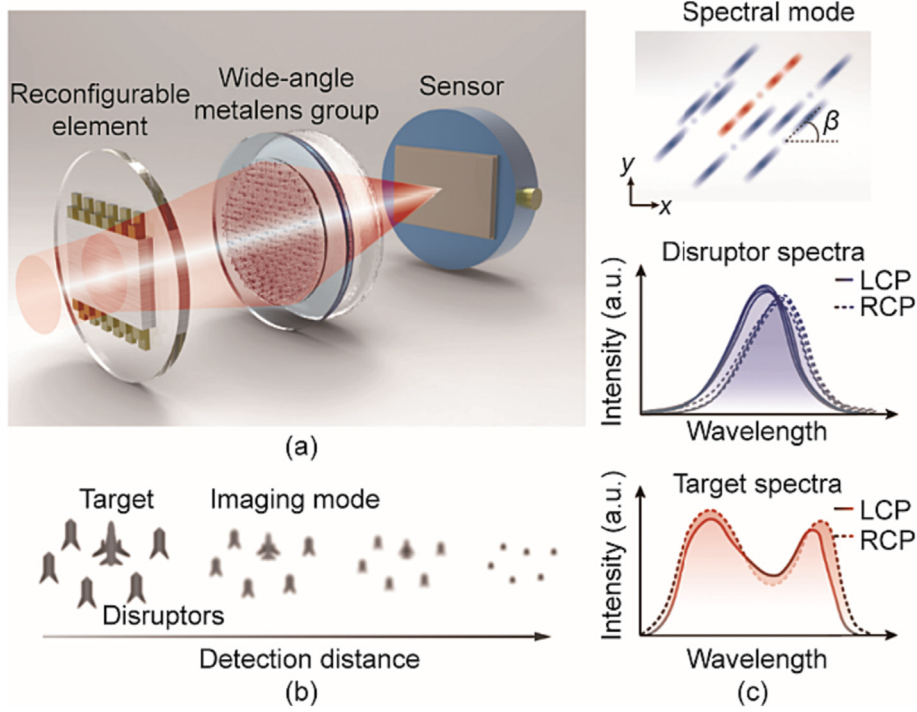 Reconfigurable
element
Wide-angle
metalens group
Sensor
(a)
Target
Imaging mode
Disruptors
Detection distance
(b)
Spectral mode
β
y
x
Disruptor spectra
LCP
RCP
Intensity (a.u.)
Wavelength
Target spectra
LCP
RCP
Intensity (a.u.)
Wavelength
(c)